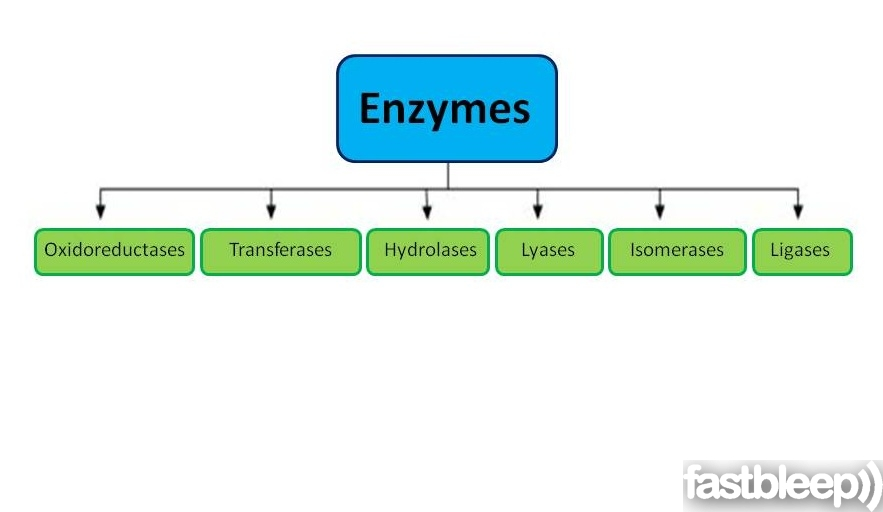 Enzymes
Oxidoreductases
Transferases
Hydrolases
Lyases
Isomerases
Ligases
fastbleep